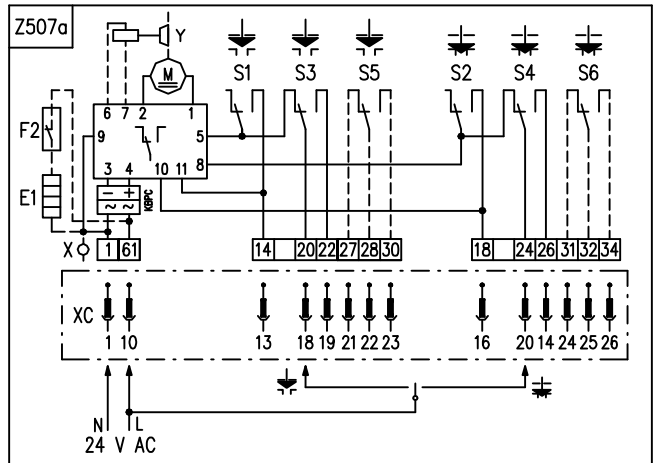 Z507a
Y
M
S1 S3 S5 S2 S4 S6
6 7 2 1
F2
9 5
8
3 4 10 11
E1
− +
~ ~
KBPC
X 1 61 14 20 22 27 28 30 18 24 26 31 32 34
XC
1 10 13 18 19 21 22 23 16 20 14 24 25 26
N L
24 V AC